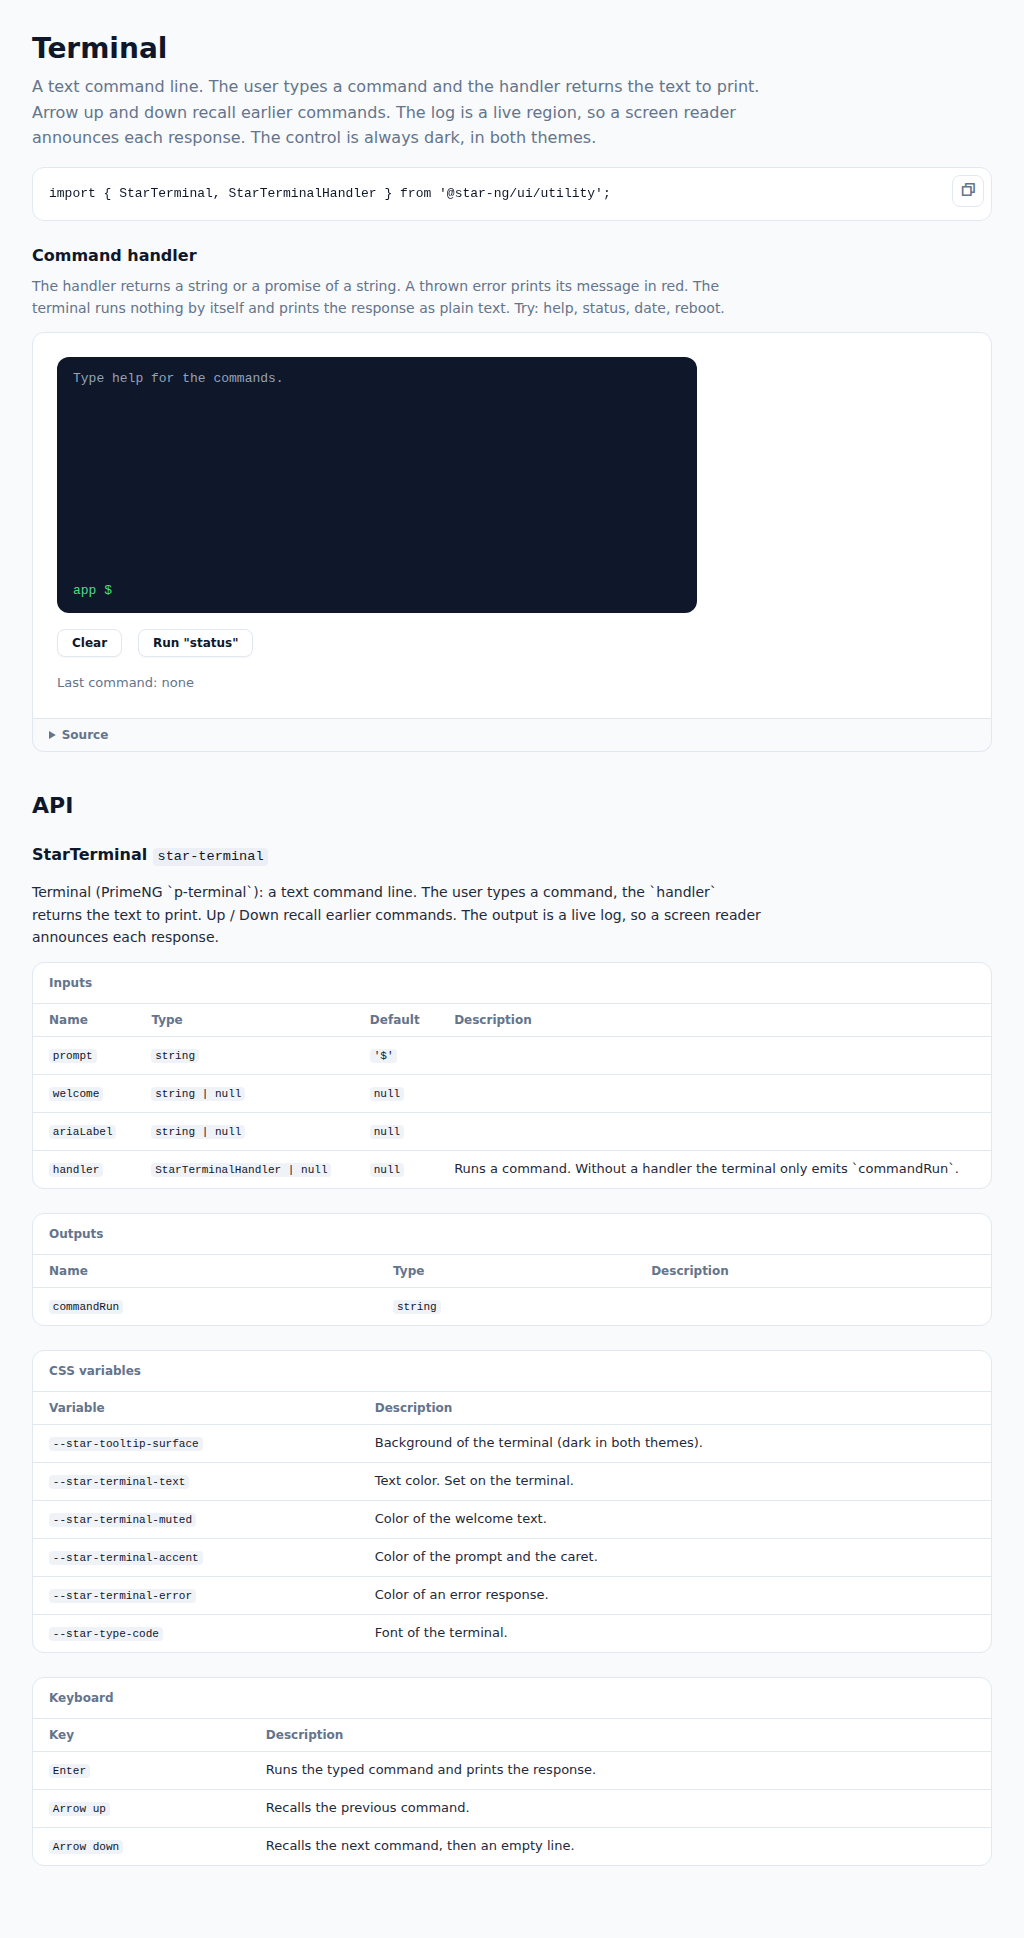 Terminal
A text command line. The user types a command and the handler returns the text to print.
Arrow up and down recall earlier commands. The log is a live region, so a screen reader
announces each response. The control is always dark, in both themes.
import { StarTerminal, StarTerminalHandler } from '@star-ng/ui/utility';
Command handler
The handler returns a string or a promise of a string. A thrown error prints its message in red. The
terminal runs nothing by itself and prints the response as plain text. Try: help, status, date, reboot.
Type help for the commands.
app $
Clear Run "status"
Last command: none
Source
API
StarTerminal star-terminal
Terminal (PrimeNG `p-terminal`): a text command line. The user types a command, the `handler`
returns the text to print. Up / Down recall earlier commands. The output is a live log, so a screen reader
announces each response.
Inputs
Name Type Default Description
prompt string '$'
welcome string | null null
ariaLabel string | null null
handler StarTerminalHandler | null null Runs a command. Without a handler the terminal only emits `commandRun`.
Outputs
Name Type Description
commandRun string
CSS variables
Variable Description
--star-tooltip-surface Background of the terminal (dark in both themes).
--star-terminal-text Text color. Set on the terminal.
--star-terminal-muted Color of the welcome text.
--star-terminal-accent Color of the prompt and the caret.
--star-terminal-error Color of an error response.
--star-type-code Font of the terminal.
Keyboard
Key Description
Enter Runs the typed command and prints the response.
Arrow up Recalls the previous command.
Arrow down Recalls the next command, then an empty line.